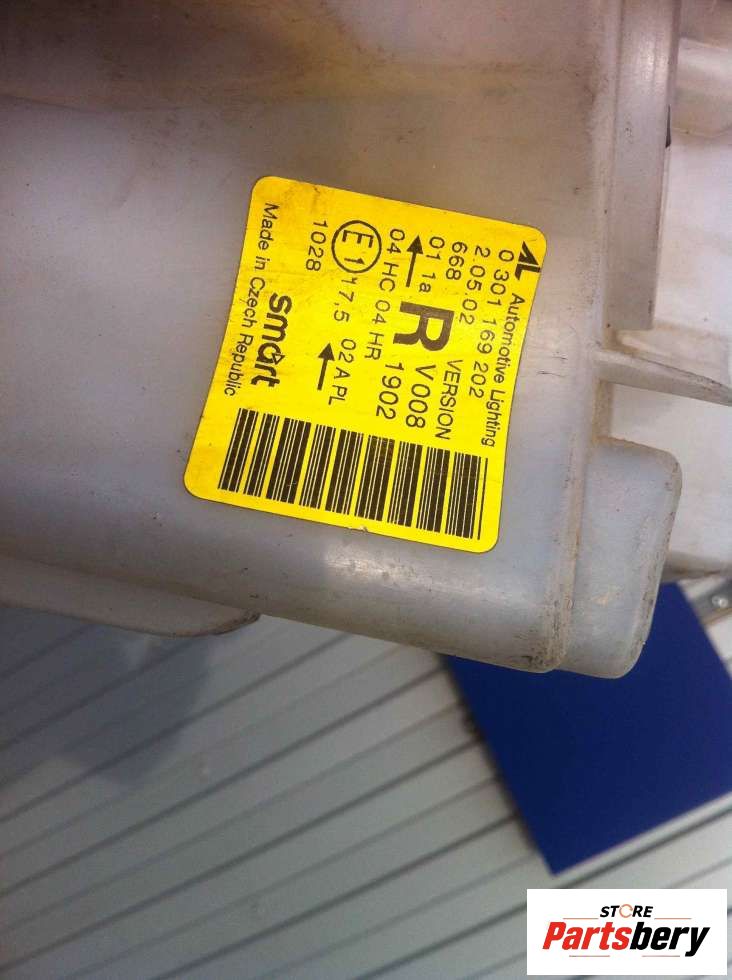 AL Automotive Lighting
0 301 169 202
2.05.02 VERSION
668 R V008
01 1a 1902
04 HC 04 HR
E1 17,5 02A PL
1028
smart
Made in Czech Republic
STORE
Partsbery